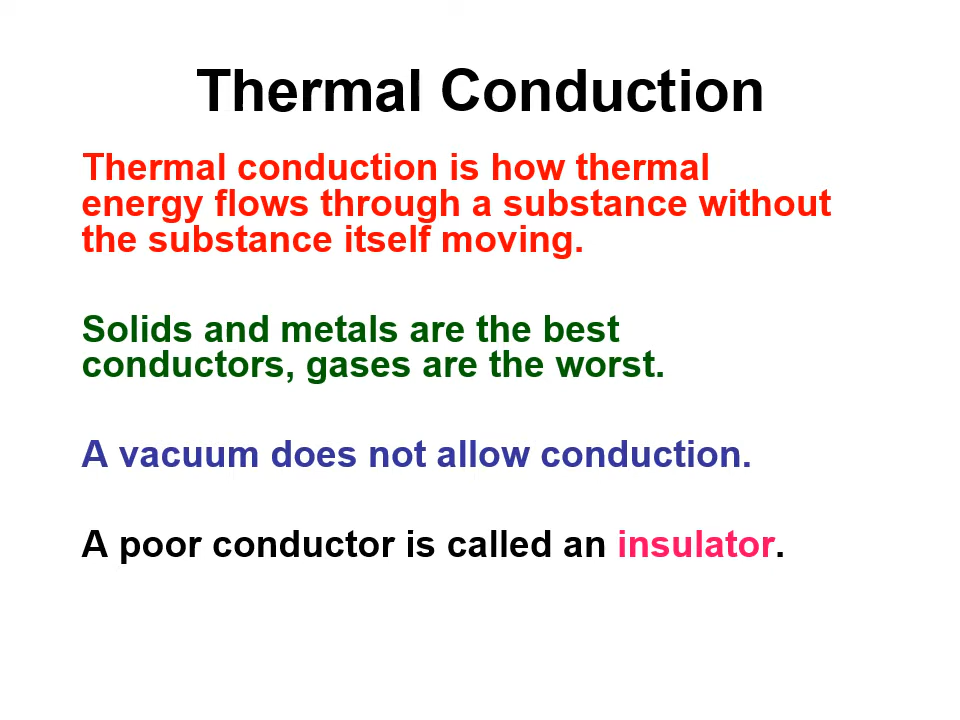 Thermal Conduction
Thermal conduction is how thermal
energy flows through a substance without
the substance itself moving.
Solids and metals are the best
conductors, gases are the worst.
A vacuum does not allow conduction.
A poor conductor is called an insulator.